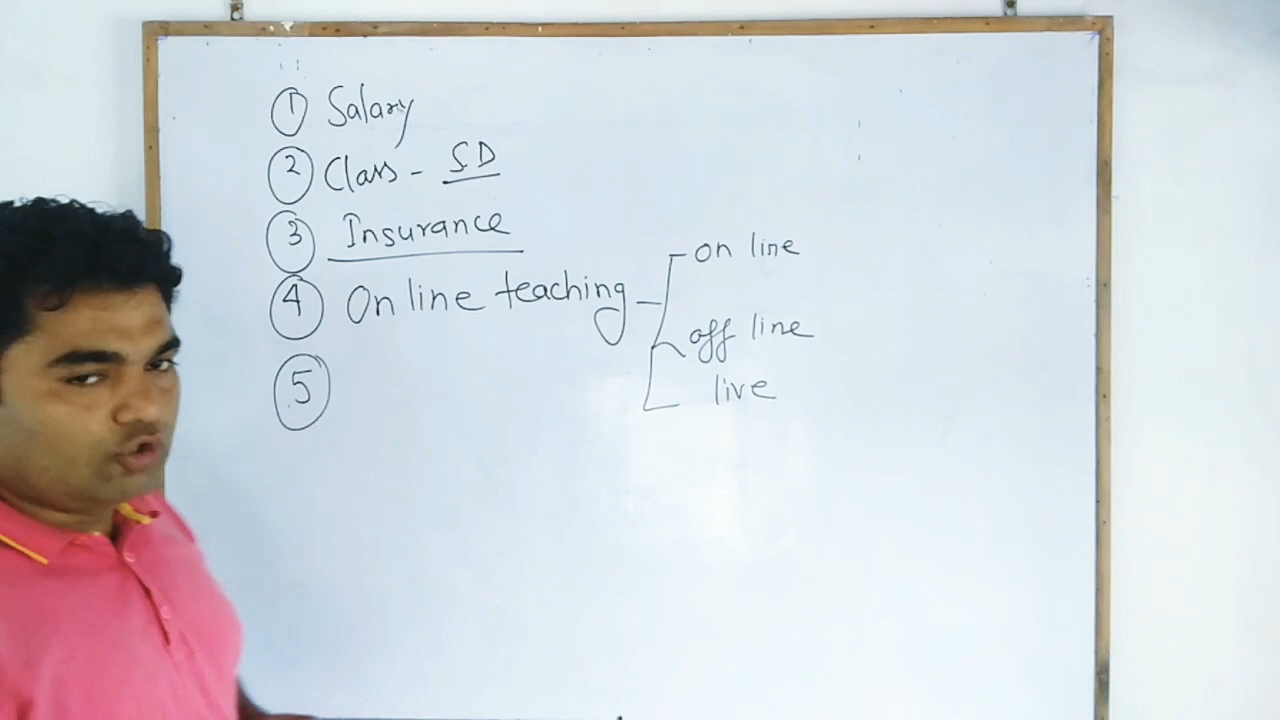 ① Salary
② Class - SD
③ Insurance
④ On line teaching
on line
off line
live
⑤